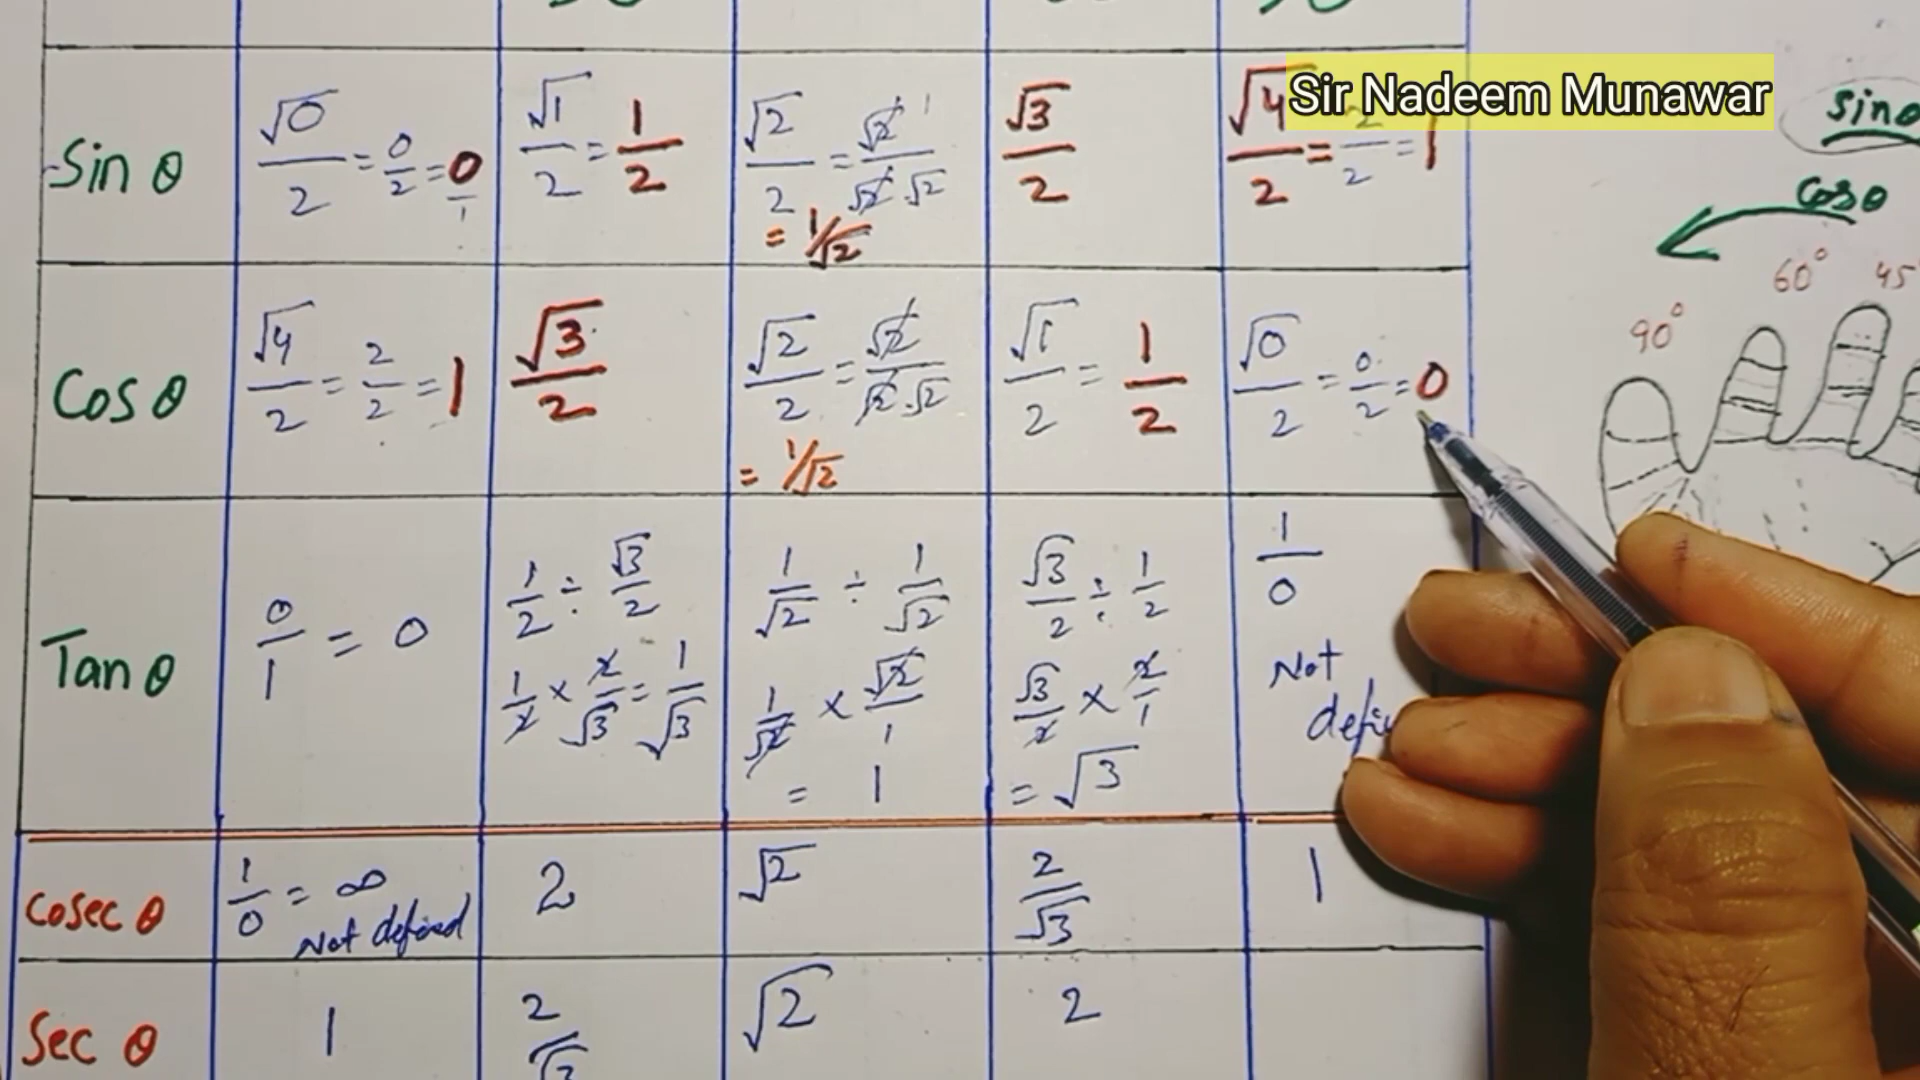 Sir Nadeem Munawar
Sin θ √0/2 = 0/2 = 0/1 √1/2 = 1/2 √2/2 = √2 1/√2·√2 √3/2 √4/2 = 2/2 = 1
= 1/√2
Cos θ √4/2 = 2/2 = 1 √3/2 √2/2 = √2/√2·√2 √1/2 = 1/2 √0/2 = 0/2 = 0
= 1/√2
Tan θ 0/1 = 0 1/2 ÷ √3/2 1/√2 ÷ 1/√2 √3/2 ÷ 1/2 1/0
1/2 × 2/√3 = 1/√3 1/√2 × √2/1 √3/2 × 2/1 Not
= 1 = √3
Cosec θ 1/0 = ∞ 2 √2 2/√3 1
Not defined
Sec θ 1 2/√3 √2 2
sinθ
cosθ
90° 60° 45°